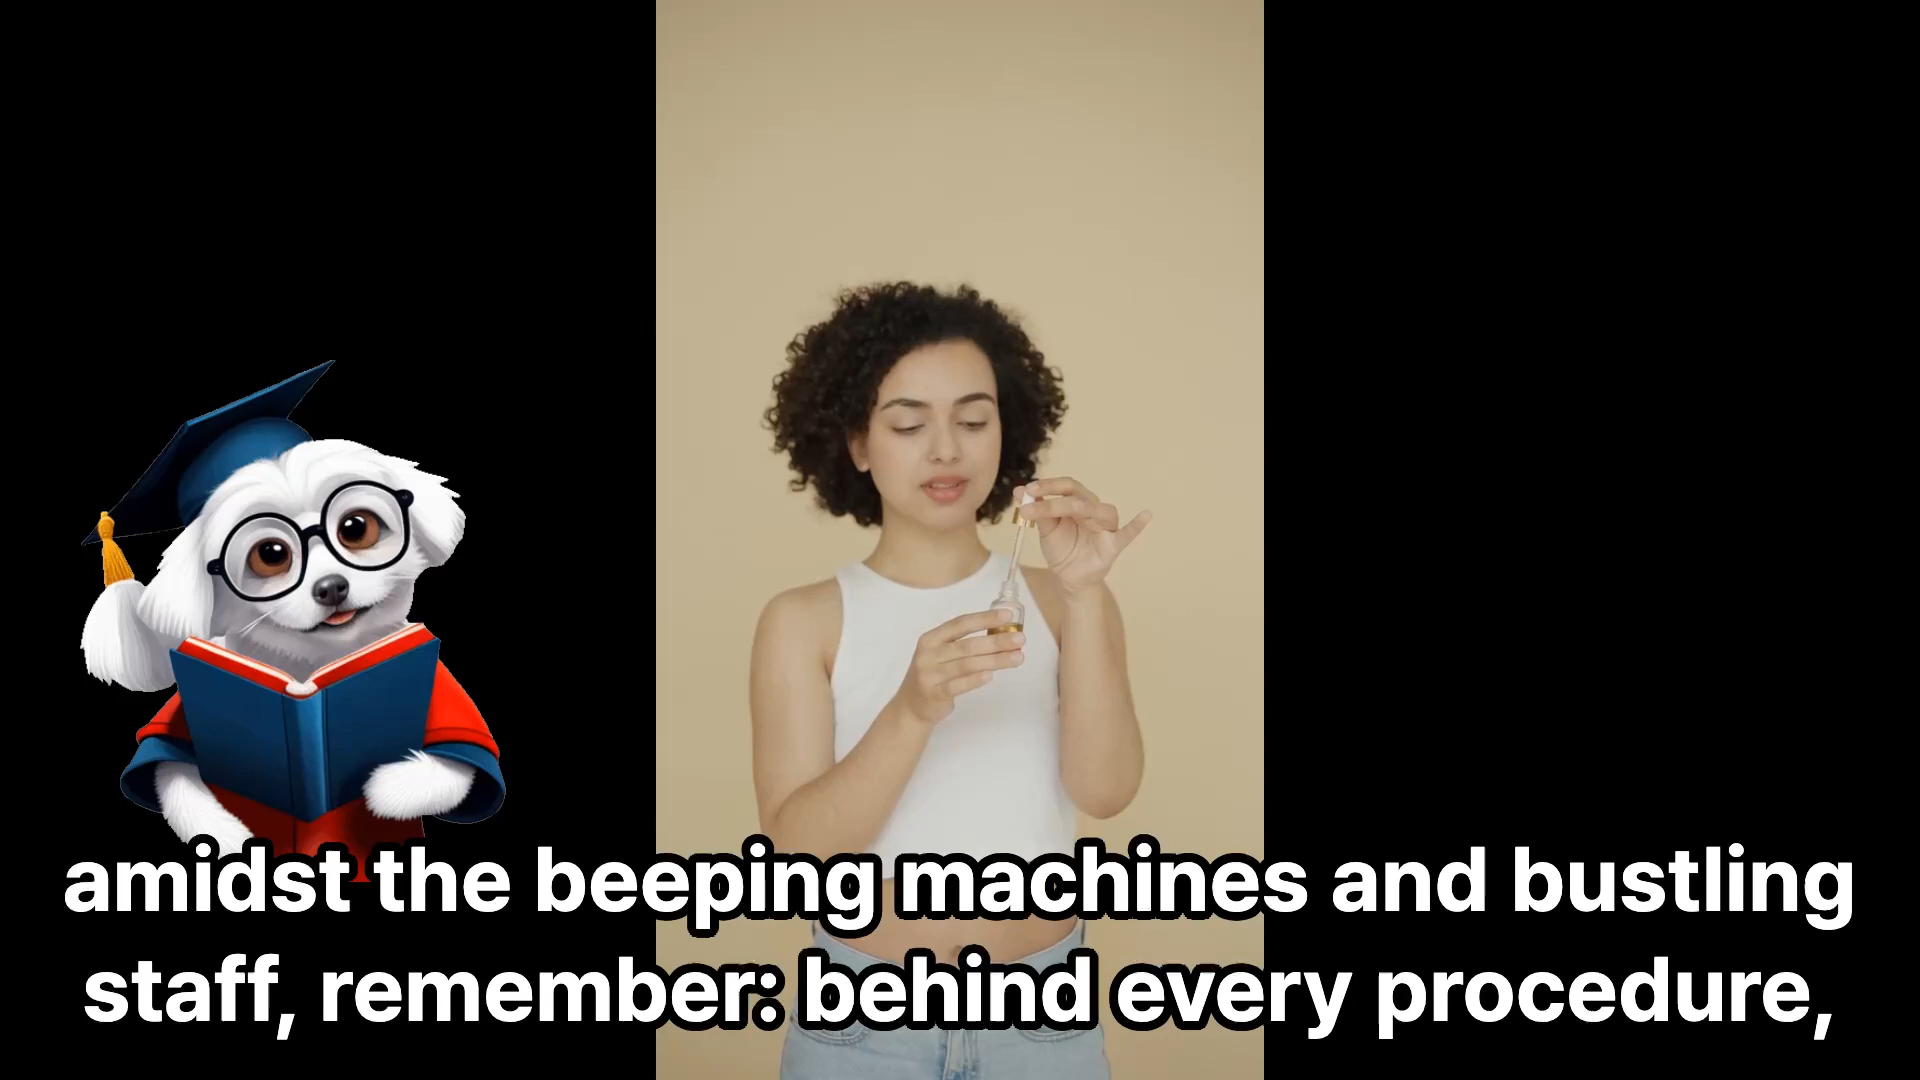 amidst the beeping machines and bustling
staff, remember: behind every procedure,